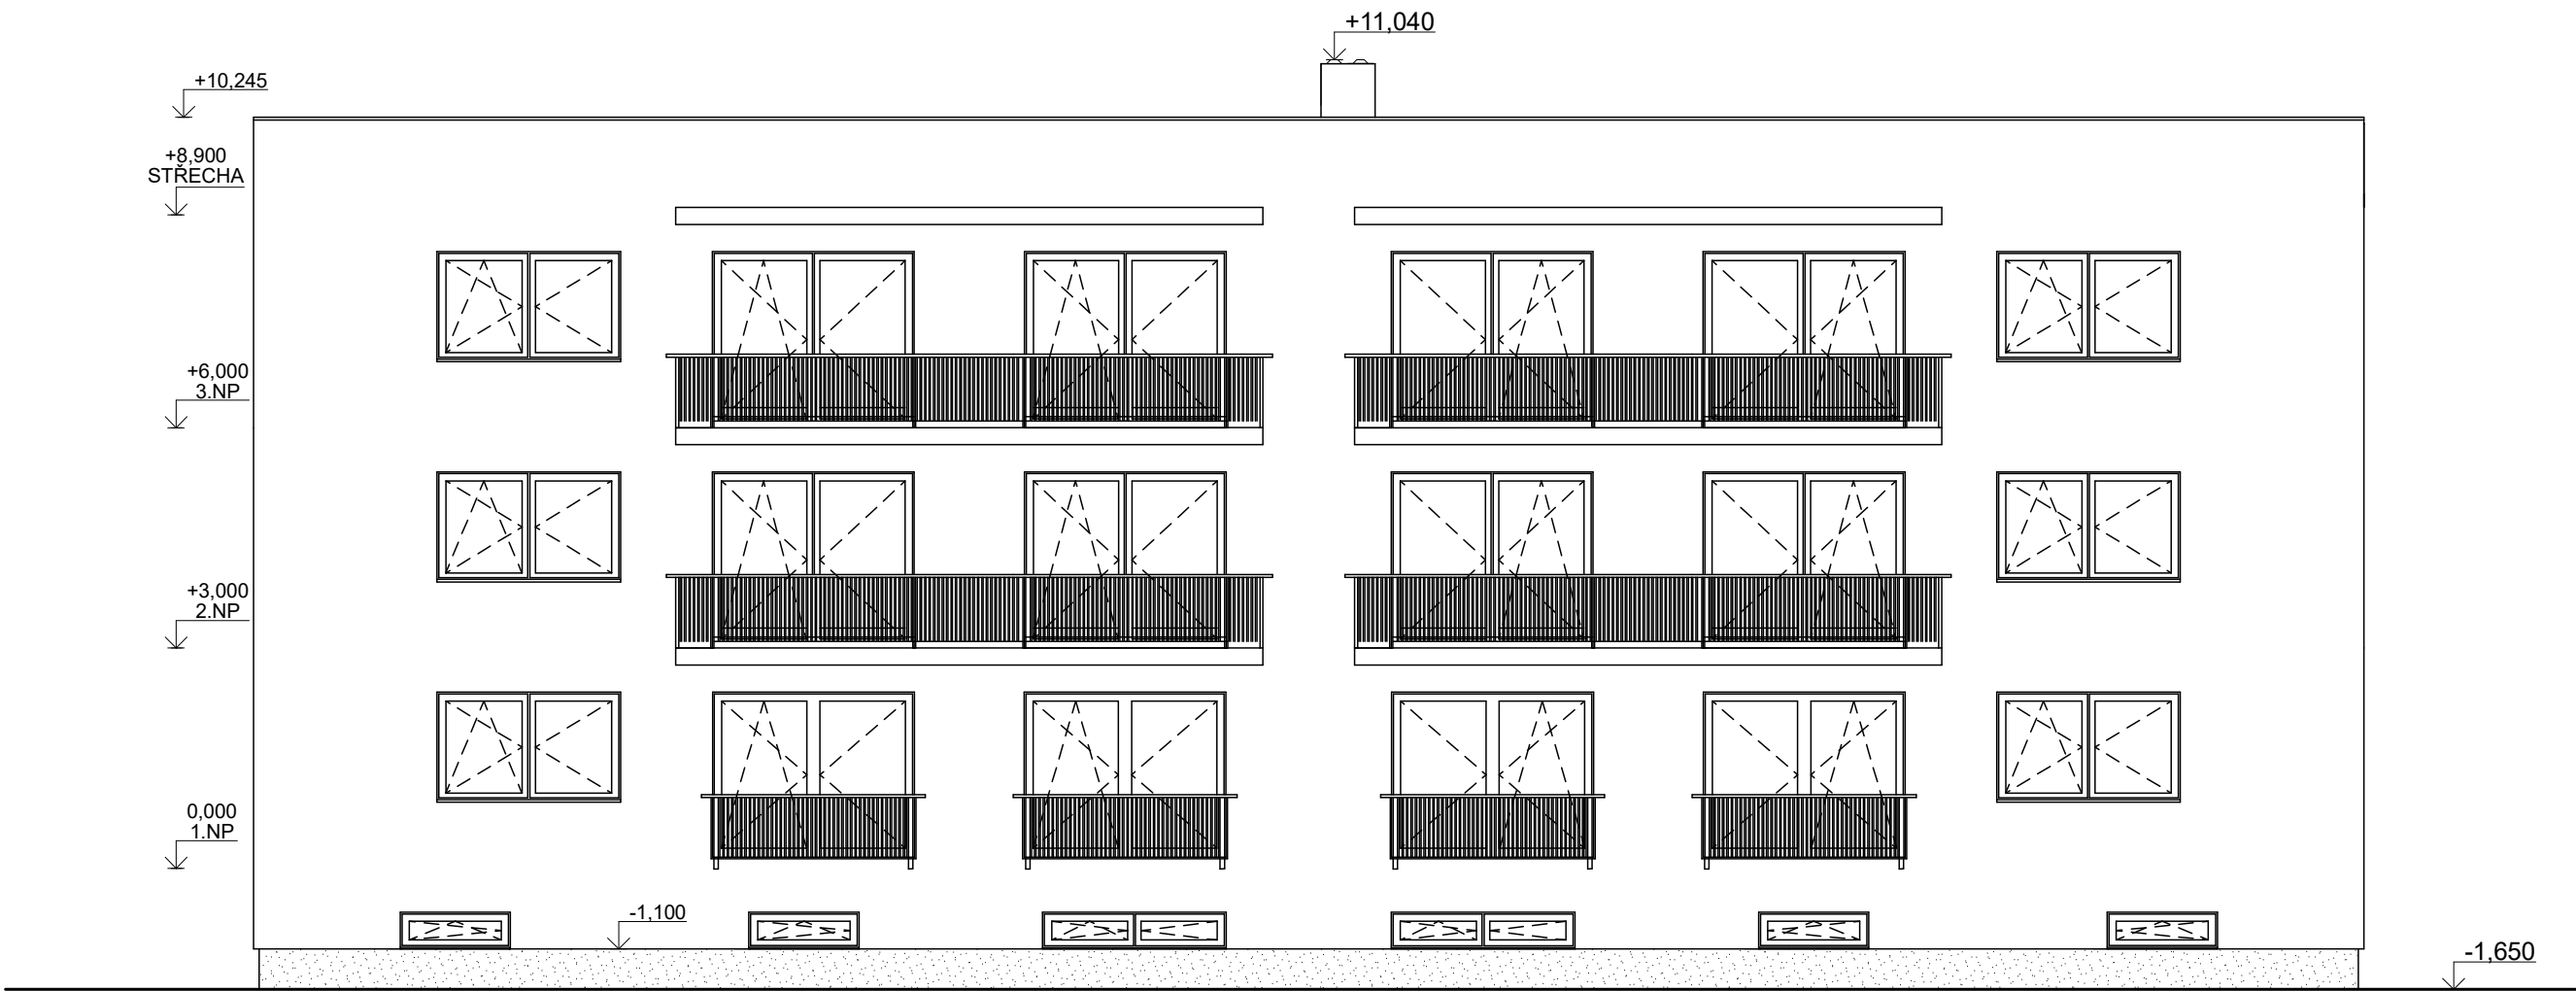 +11,040
+10,245
+8,900
STŘECHA
+6,000
3.NP
+3,000
2.NP
0,000
1.NP
-1,100
-1,650